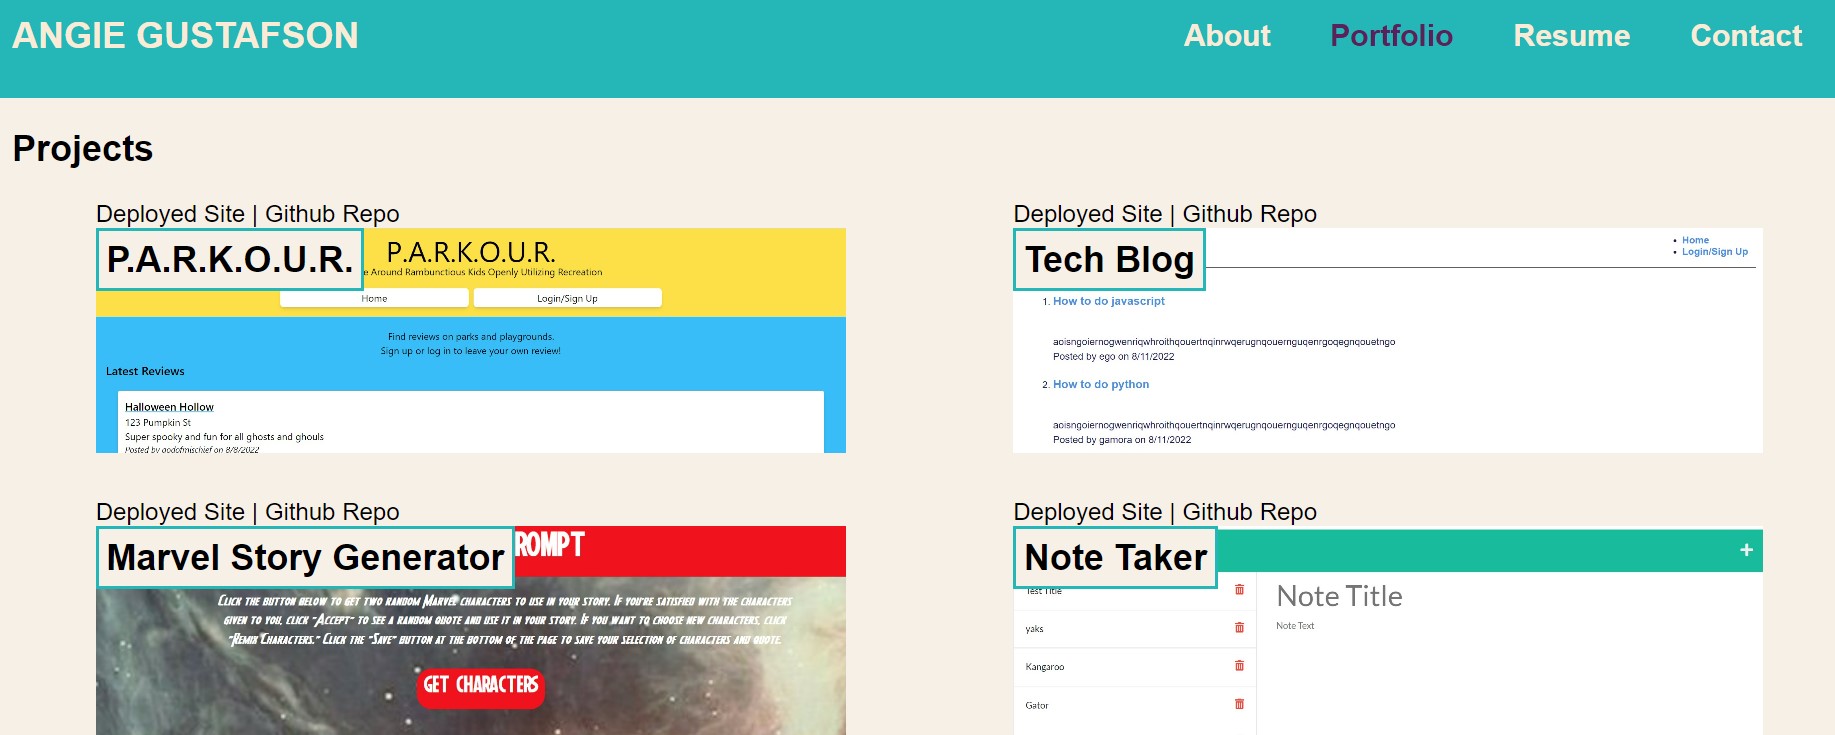 ANGIE GUSTAFSON
About Portfolio Resume Contact
Projects
Deployed Site | Github Repo
P.A.R.K.O.U.R.
P.A.R.K.O.U.R.
Around Rambunctious Kids Openly Utilizing Recreation
Home Login/Sign Up
Find reviews on parks and playgrounds.
Sign up or log in to leave your own review!
Latest Reviews
Halloween Hollow
123 Pumpkin St
Super spooky and fun for all ghosts and ghouls
Posted by godofmischief on 8/8/2022
Deployed Site | Github Repo
Tech Blog
• Home
• Login/Sign Up
1. How to do javascript
aoisngoiernogwenriqwhroithqouertnqinrwqerugnqouernguqenrgoqegnqouetngo
Posted by ego on 8/11/2022
2. How to do python
aoisngoiernogwenriqwhroithqouertnqinrwqerugnqouernguqenrgoqegnqouetngo
Posted by gamora on 8/11/2022
Deployed Site | Github Repo
Marvel Story Generator
ROMPT
Click the button below to get two random Marvel characters to use in your story. If you're satisfied with the characters
given to you, click "Accept" to see a random quote and use it in your story. If you want to choose new characters, click
"Remix Characters." Click the "Save" button at the bottom of the page to save your selection of characters and quote.
GET CHARACTERS
Deployed Site | Github Repo
Note Taker
+
Test Title
yaks
Kangaroo
Gator
Note Title
Note Text